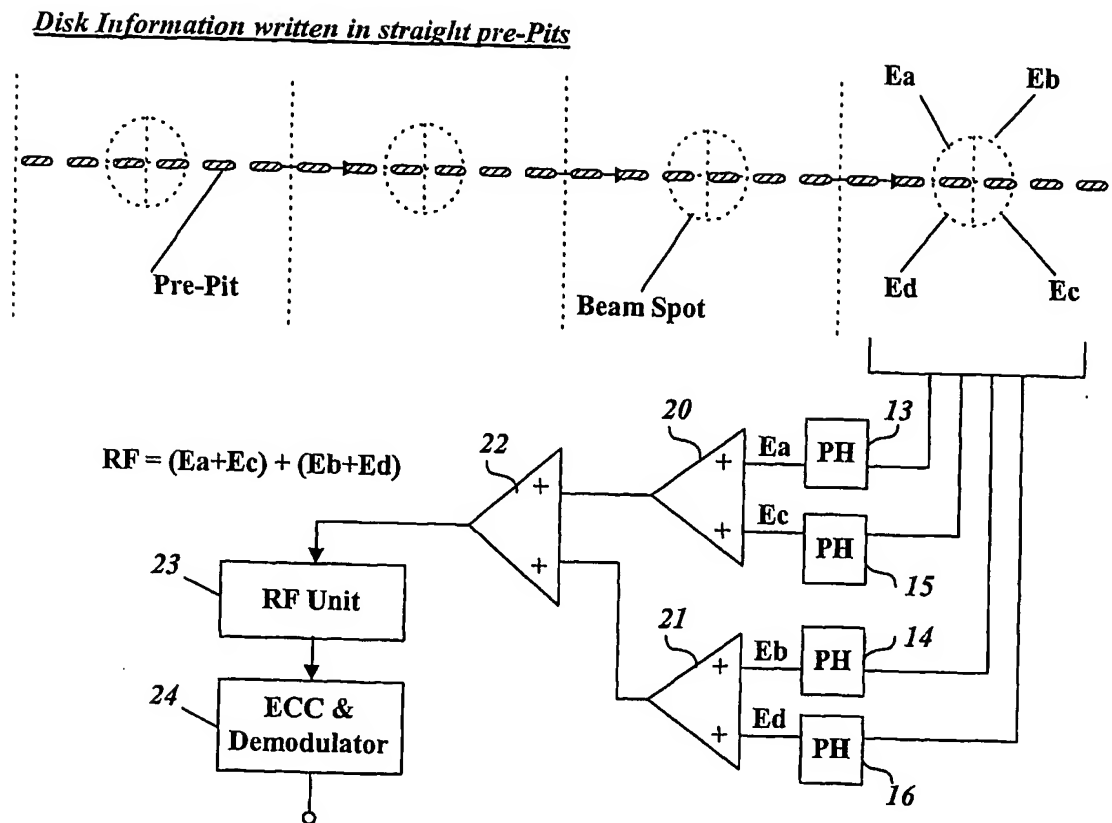 Disk Information written in straight pre-Pits
Ea
Eb
Pre-Pit
Beam Spot
Ed
Ec
13
20
22
Ea
PH
RF = (Ea+Ec) + (Eb+Ed)
+
+
Ec
+
PH
23
+
15
RF Unit
21
14
Eb
PH
+
24
ECC &
Demodulator
Ed
+
PH
16